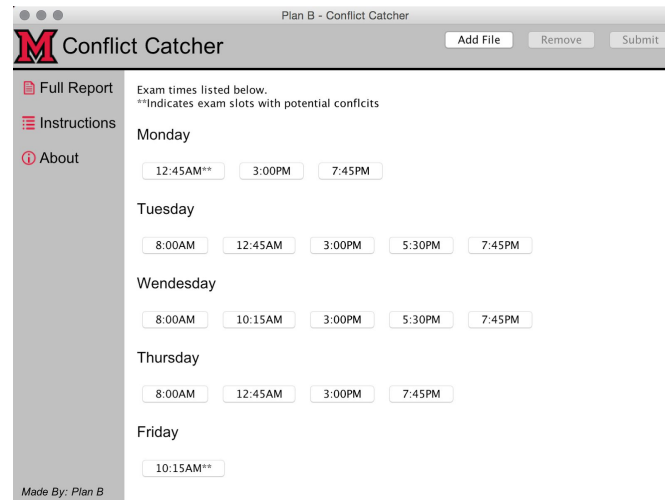 Plan B - Conflict Catcher
M Conflict Catcher
Add File Remove Submit
Full Report
Instructions
About
Exam times listed below.
**Indicates exam slots with potential conflcits
Monday
12:45AM** 3:00PM 7:45PM
Tuesday
8:00AM 12:45AM 3:00PM 5:30PM 7:45PM
Wendesday
8:00AM 10:15AM 3:00PM 5:30PM 7:45PM
Thursday
8:00AM 12:45AM 3:00PM 7:45PM
Friday
10:15AM**
Made By: Plan B